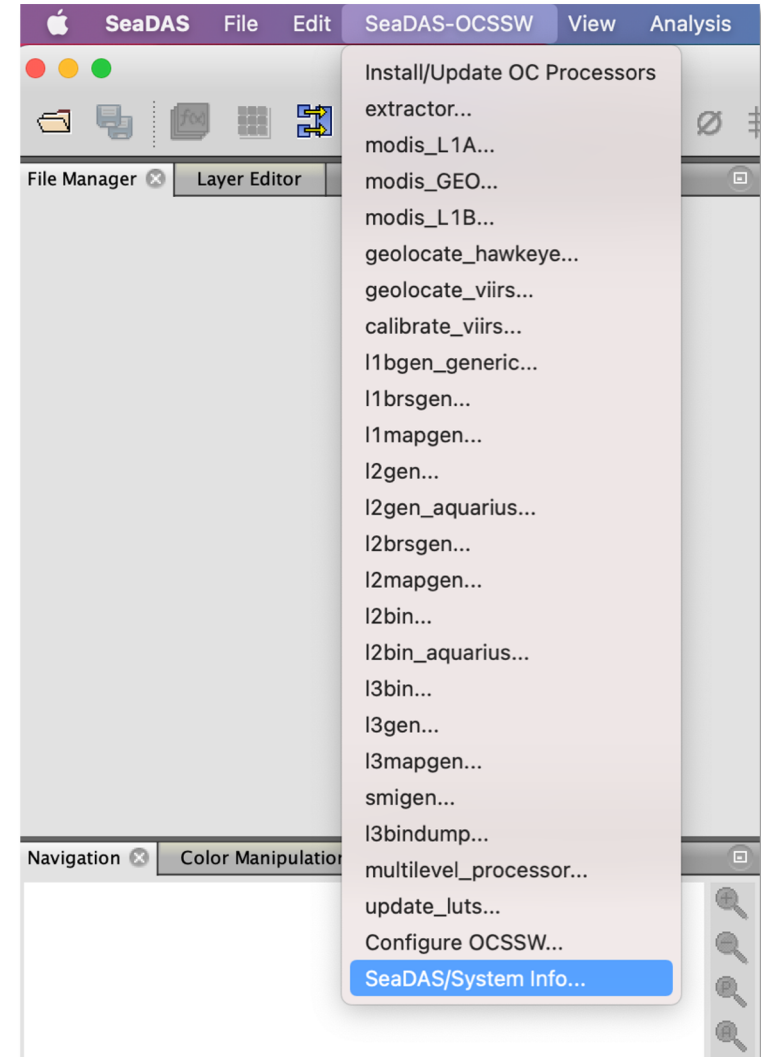 SeaDAS File Edit SeaDAS-OCSSW View Analysis
Install/Update OC Processors
extractor...
modis_L1A...
modis_GEO...
modis_L1B...
geolocate_hawkeye...
geolocate_viirs...
calibrate_viirs...
l1bgen_generic...
l1brsgen...
l1mapgen...
l2gen...
l2gen_aquarius...
l2brsgen...
l2mapgen...
l2bin...
l2bin_aquarius...
l3bin...
l3gen...
l3mapgen...
smigen...
l3bindump...
multilevel_processor...
update_luts...
Configure OCSSW...
SeaDAS/System Info...
f(x)
File Manager Layer Editor
Navigation Color Manipulation